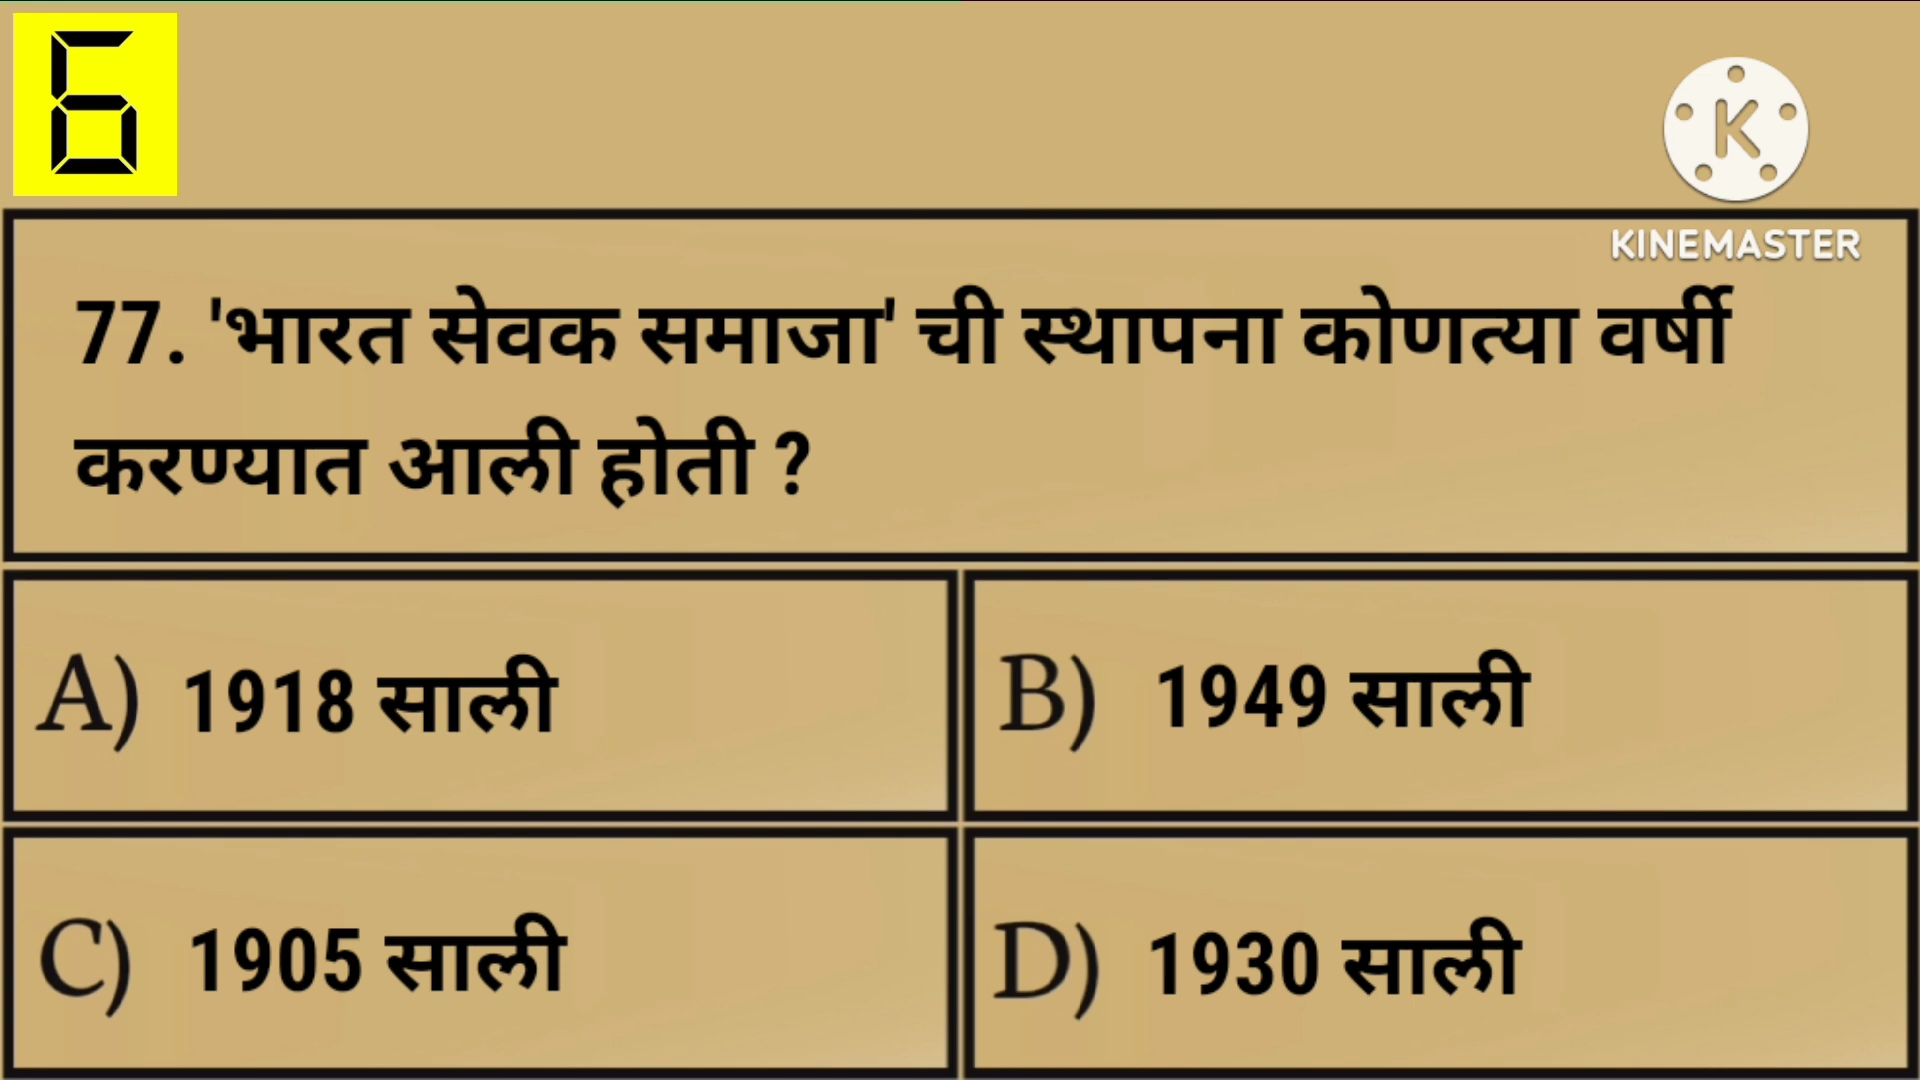 6
K
KINEMASTER
77. 'भारत सेवक समाजा' ची स्थापना कोणत्या वर्षी
करण्यात आली होती ?
A) 1918 साली
B) 1949 साली
C) 1905 साली
D) 1930 साली